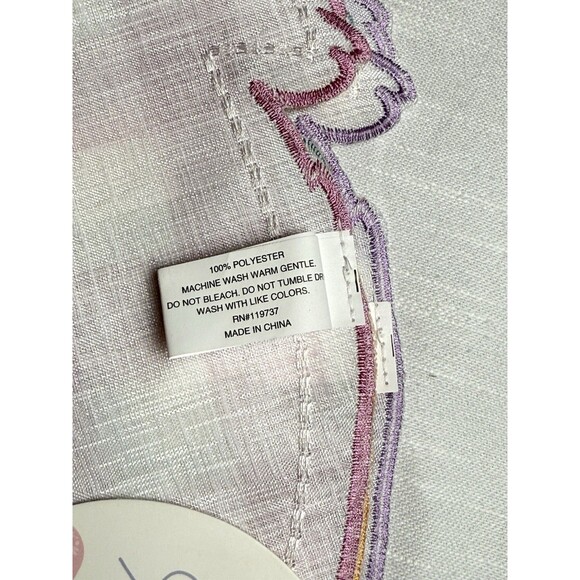 100% POLYESTER
MACHINE WASH WARM GENTLE.
DO NOT BLEACH. DO NOT TUMBLE DR
WASH WITH LIKE COLORS.
RN#119737
MADE IN CHINA